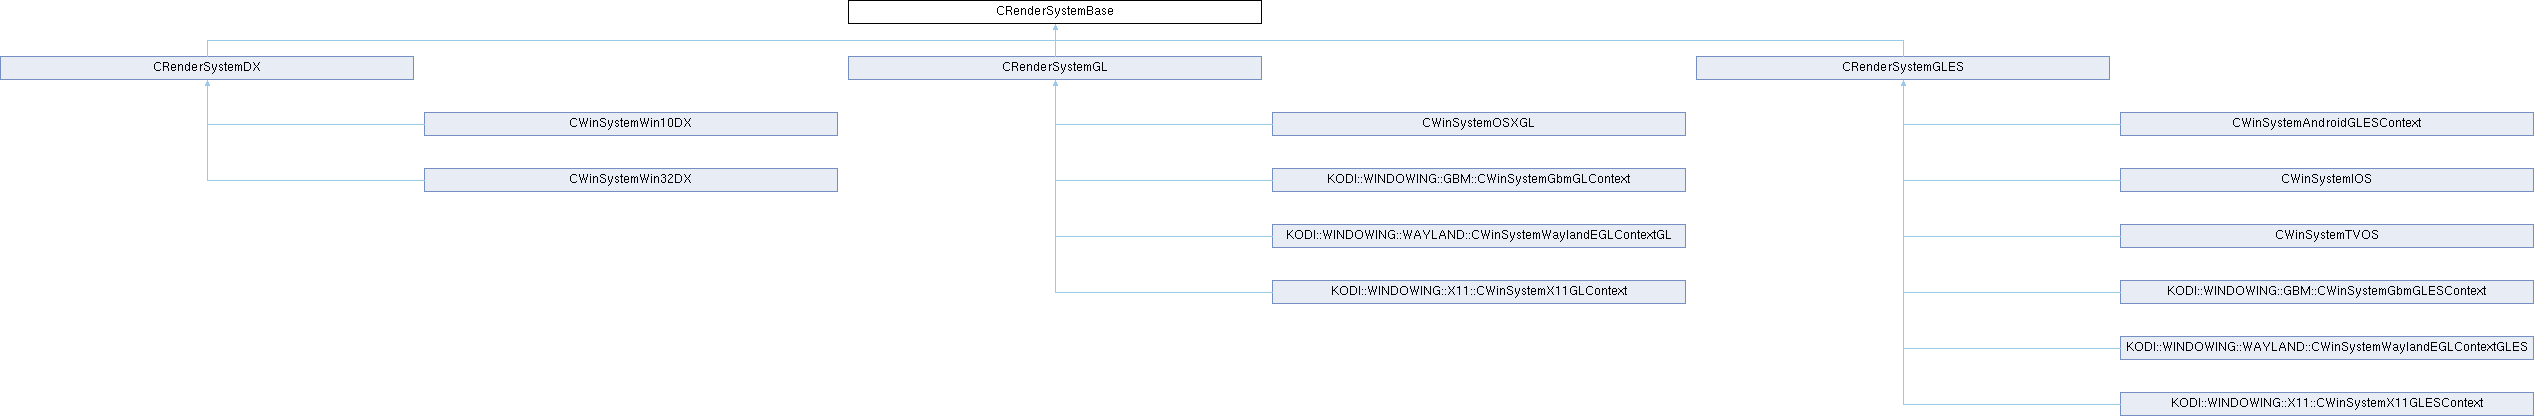 CRenderSystemBase
CRenderSystemDX
CRenderSystemGL
CRenderSystemGLES
CWinSystemWin10DX
CWinSystemOSXGL
CWinSystemAndroidGLESContext
CWinSystemWin32DX
KODI::WINDOWING::GBM::CWinSystemGbmGLContext
CWinSystemIOS
KODI::WINDOWING::WAYLAND::CWinSystemWaylandEGLContextGL
CWinSystemTVOS
KODI::WINDOWING::X11::CWinSystemX11GLContext
KODI::WINDOWING::GBM::CWinSystemGbmGLESContext
KODI::WINDOWING::WAYLAND::CWinSystemWaylandEGLContextGLES
KODI::WINDOWING::X11::CWinSystemX11GLESContext